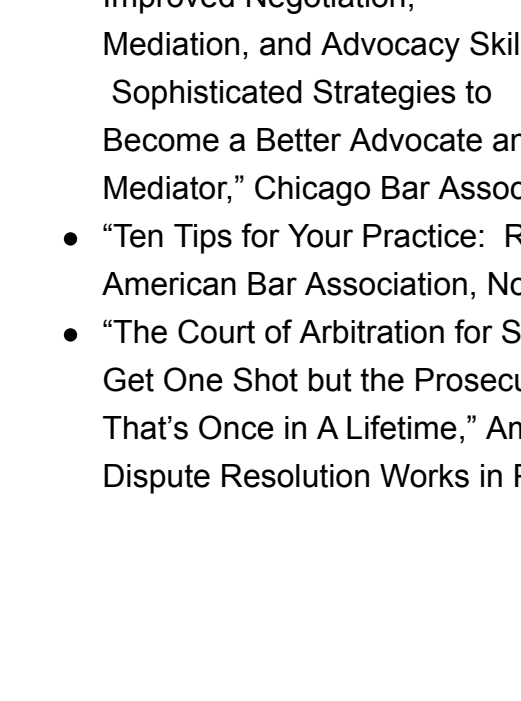 Improved Negotiation,
Mediation, and Advocacy Skil
Sophisticated Strategies to
Become a Better Advocate an
Mediator,” Chicago Bar Assoc
• “Ten Tips for Your Practice:  R
American Bar Association, No
• “The Court of Arbitration for S
Get One Shot but the Prosecu
That’s Once in A Lifetime,” Am
Dispute Resolution Works in P